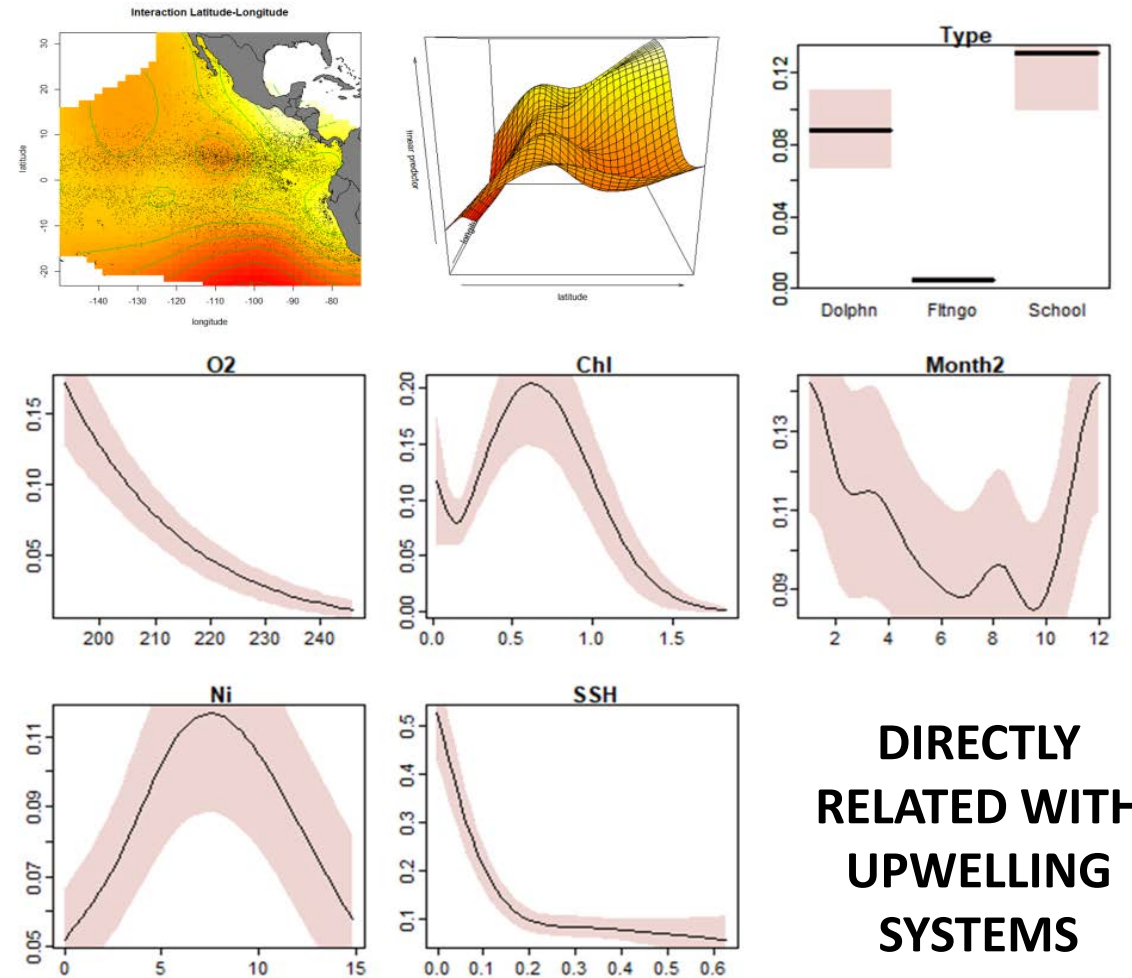 Interaction Latitude-Longitude
30
20
10
0
-10
-20
latitude
-140 -120 -110 -100 -90 -80
longitude
linear predictor
longitude
latitude
Type
0.12
0.08
0.04
0.00
Dolphn Fltngo School
O2
0.15
0.10
0.05
200 210 220 230 240
Chl
0.20
0.15
0.10
0.05
0.00
0.0 0.5 1.0 1.5
Month2
0.13
0.11
0.09
2 4 6 8 10 12
Ni
0.11
0.09
0.07
0.05
0 5 10 15
SSH
0.5
0.4
0.3
0.2
0.1
0.0 0.1 0.2 0.3 0.4 0.5 0.6
DIRECTLY
RELATED WITH
UPWELLING
SYSTEMS